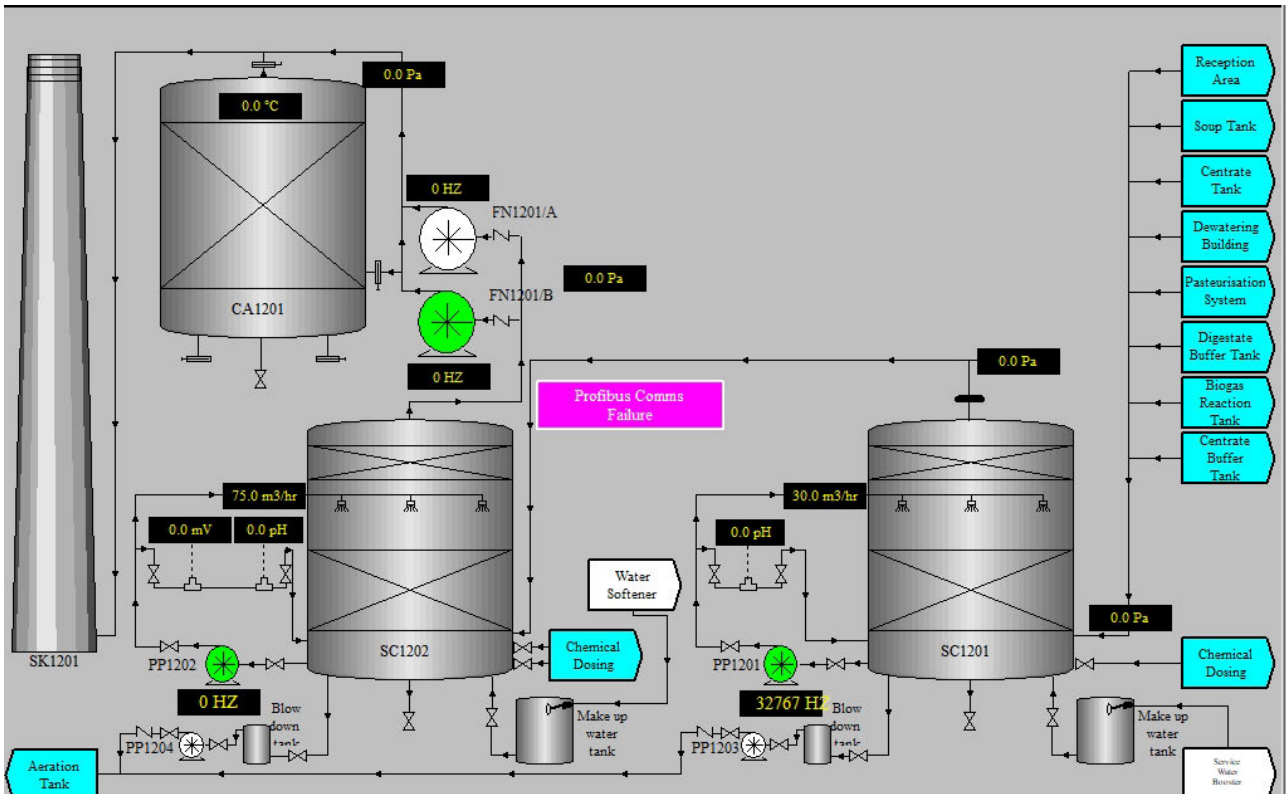 Reception
Area
0.0 Pa
0.0 °C
Soup Tank
Centrate
Tank
0 HZ
FN1201/A
Dewatering
Building
0.0 Pa
Pasteurisation
System
FN1201/B
CA1201
Digestate
Buffer Tank
0.0 Pa
0 HZ
Profibus Comms
Failure
Biogas
Reaction
Tank
Centrate
Buffer
Tank
75.0 m3/hr
30.0 m3/hr
0.0 mV
0.0 pH
0.0 pH
Water
Softener
0.0 Pa
SK1201
PP1202
SC1202
Chemical
Dosing
PP1201
SC1201
Chemical
Dosing
0 HZ
32767 HZ
Blow
down
tank
Make up
water
tank
Blow
down
tank
Make up
water
tank
PP1204
PP1203
Aeration
Tank
Service
Water
Booster